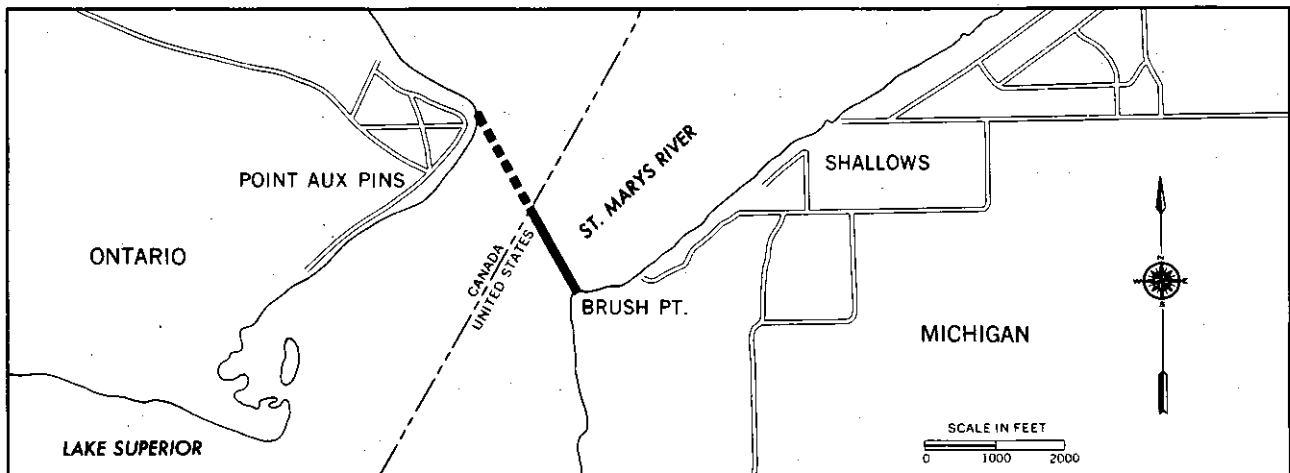 POINT AUX PINS
ONTARIO
LAKE SUPERIOR
CANADA
UNITED STATES
ST. MARYS RIVER
SHALLOWS
BRUSH PT.
MICHIGAN
N
W
E
S
SCALE IN FEET
0 1000 2000